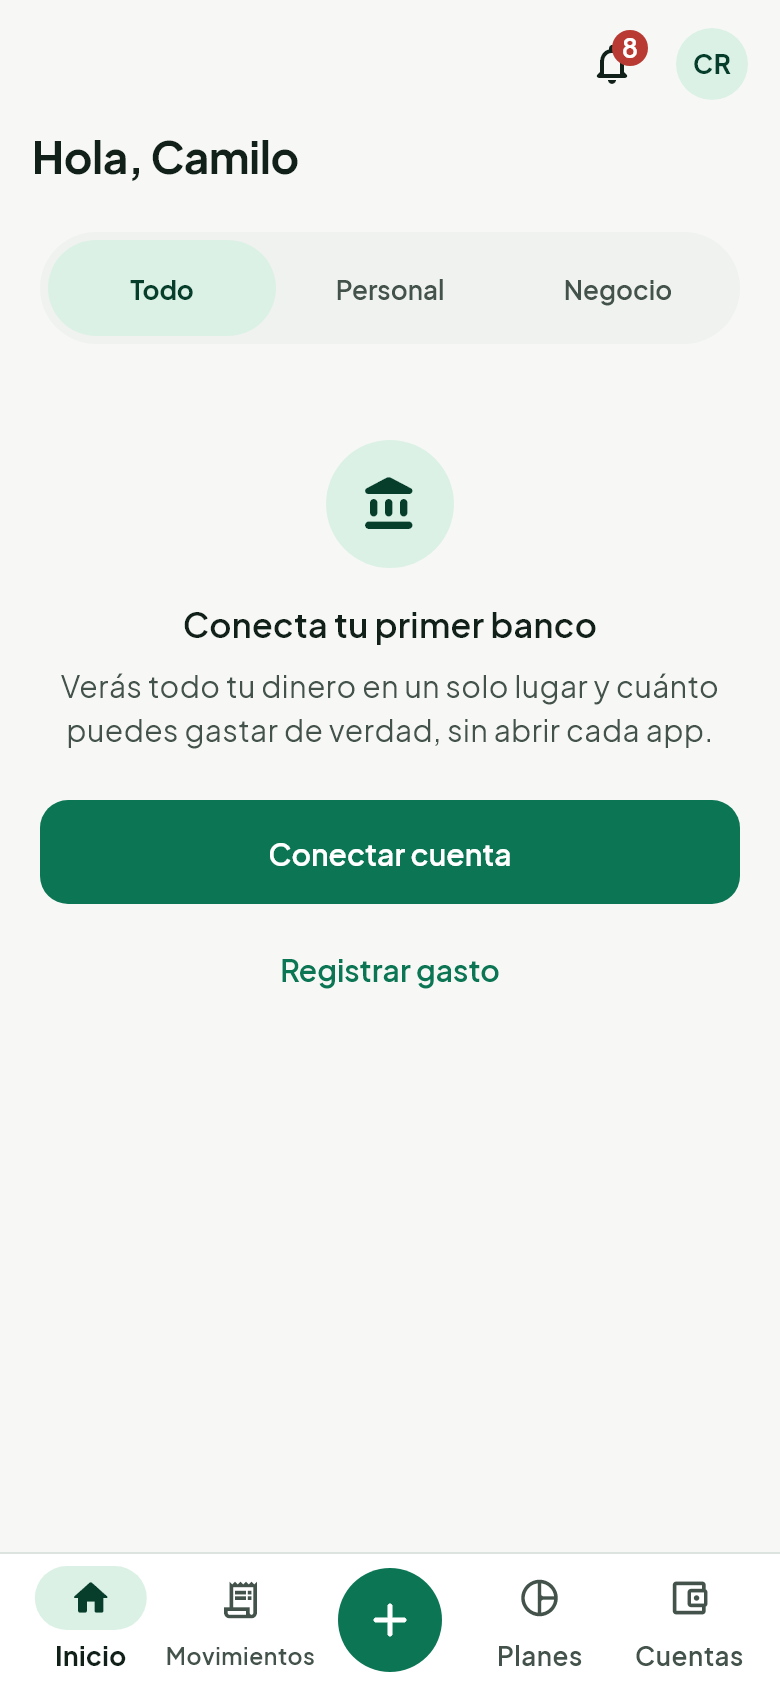 8
CR
Hola, Camilo
Todo
Personal
Negocio
Conecta tu primer banco
Verás todo tu dinero en un solo lugar y cuánto
puedes gastar de verdad, sin abrir cada app.
Conectar cuenta
Registrar gasto
Inicio
Movimientos
Planes
Cuentas